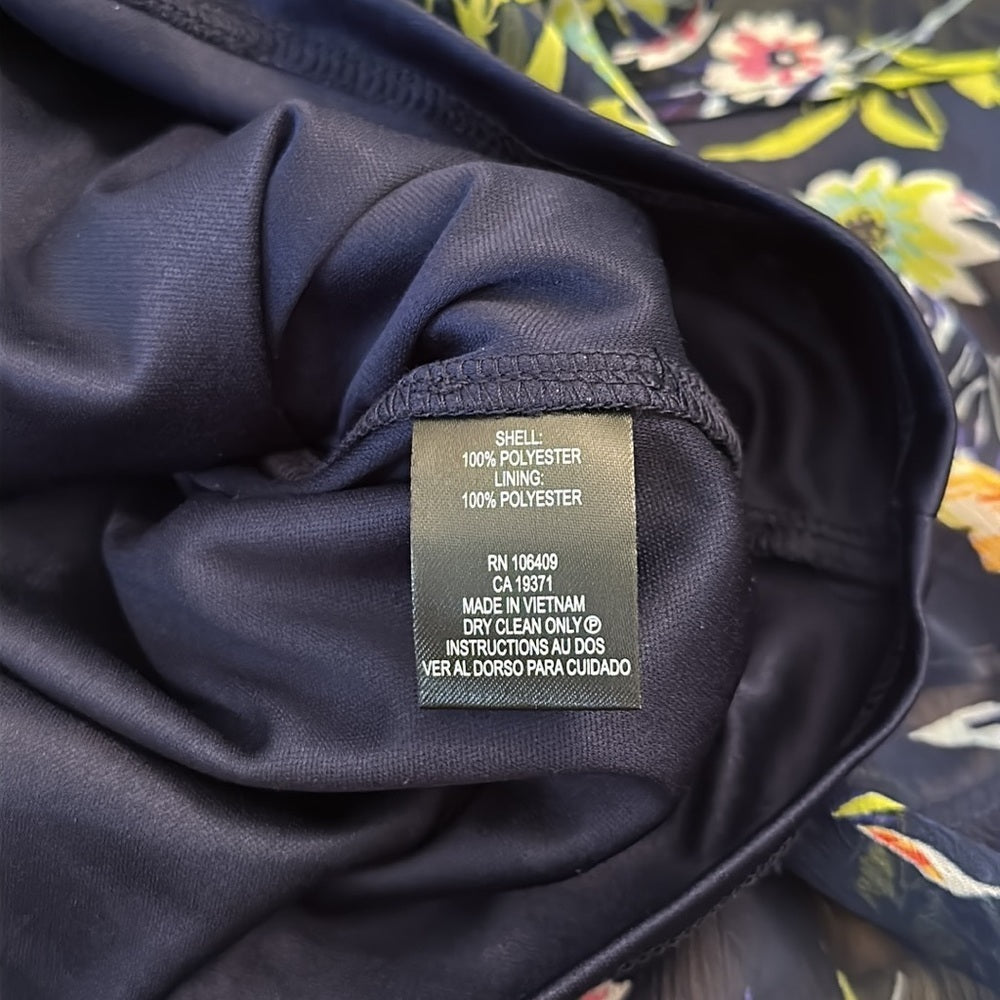 SHELL:
100% POLYESTER
LINING:
100% POLYESTER
RN 106409
CA 19371
MADE IN VIETNAM
DRY CLEAN ONLY Ⓟ
INSTRUCTIONS AU DOS
VER AL DORSO PARA CUIDADO